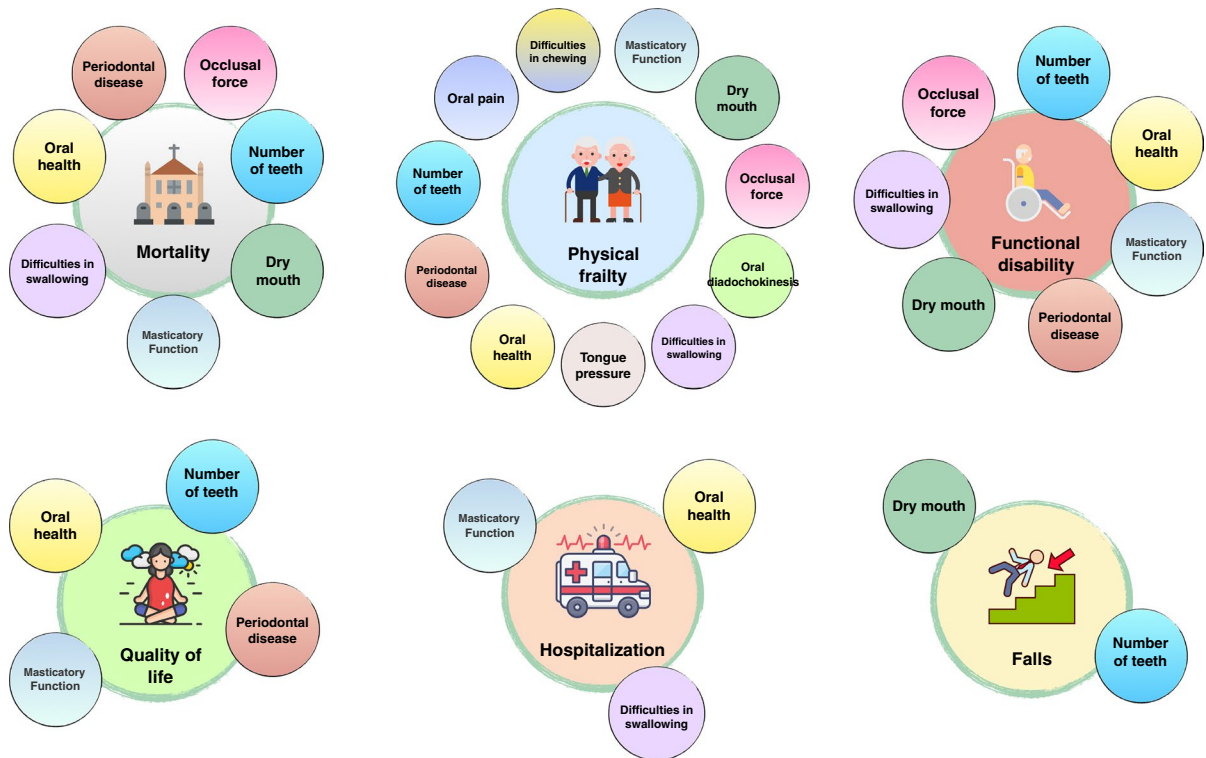 Periodontal
disease
Occlusal
force
Oral
health
Number
of teeth
Mortality
Difficulties in
swallowing
Dry
mouth
Masticatory
Function
Difficulties
in chewing
Masticatory
Function
Oral pain
Dry
mouth
Number
of teeth
Occlusal
force
Physical
frailty
Periodontal
disease
Oral
diadochokinesis
Oral
health
Tongue
pressure
Difficulties in
swallowing
Number
of teeth
Occlusal
force
Oral
health
Difficulties in
swallowing
Masticatory
Function
Functional
disability
Dry mouth
Periodontal
disease
Number
of teeth
Oral
health
Periodontal
disease
Quality of
life
Masticatory
Function
Masticatory
Function
Oral
health
Hospitalization
Difficulties in
swallowing
Dry mouth
Falls
Number
of teeth